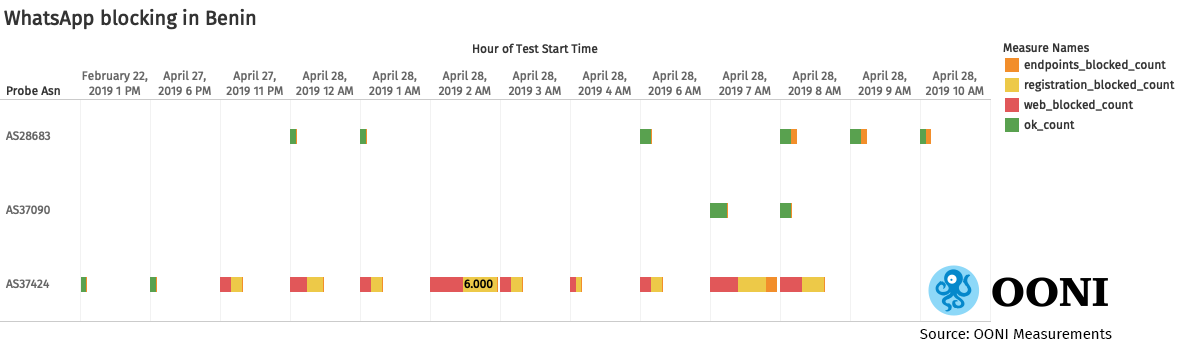 WhatsApp blocking in Benin
Hour of Test Start Time
Probe Asn
February 22, 2019 1 PM
April 27, 2019 6 PM
April 27, 2019 11 PM
April 28, 2019 12 AM
April 28, 2019 1 AM
April 28, 2019 2 AM
April 28, 2019 3 AM
April 28, 2019 4 AM
April 28, 2019 6 AM
April 28, 2019 7 AM
April 28, 2019 8 AM
April 28, 2019 9 AM
April 28, 2019 10 AM
Measure Names
endpoints_blocked_count
registration_blocked_count
web_blocked_count
ok_count
AS28683
AS37090
AS37424
6.000
OONI
Source: OONI Measurements